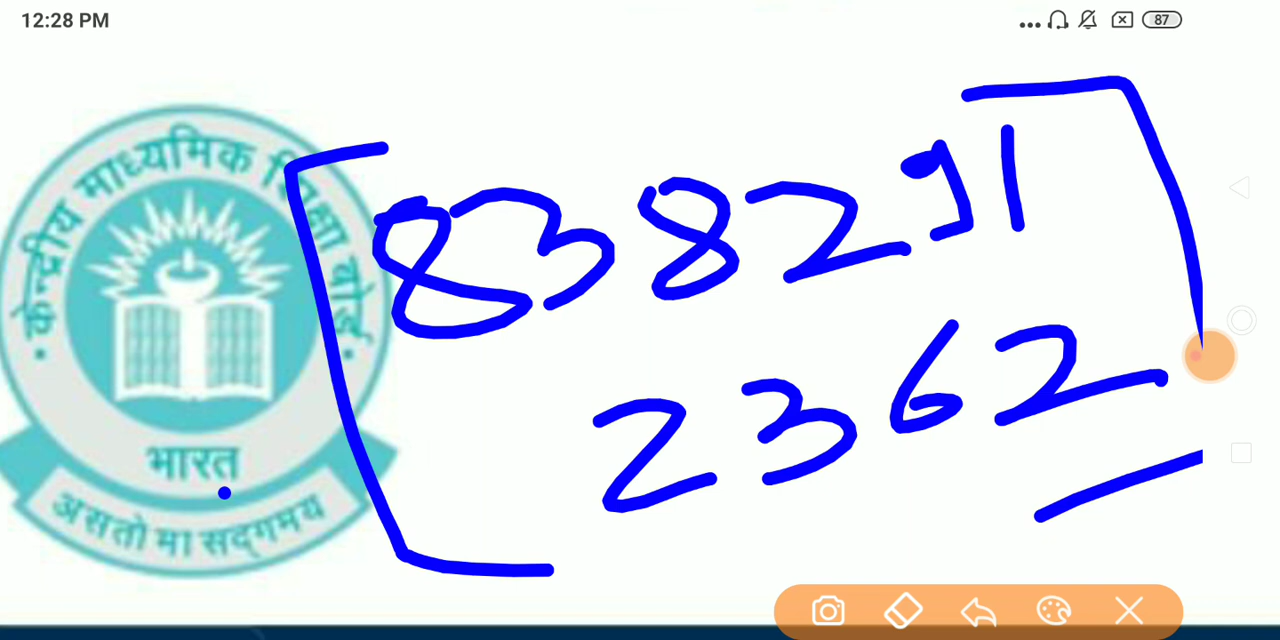 12:28 PM
87
केन्द्रीय माध्यमिक शिक्षा बोर्ड
838291
2362
भारत
असतो मा सद्गमय